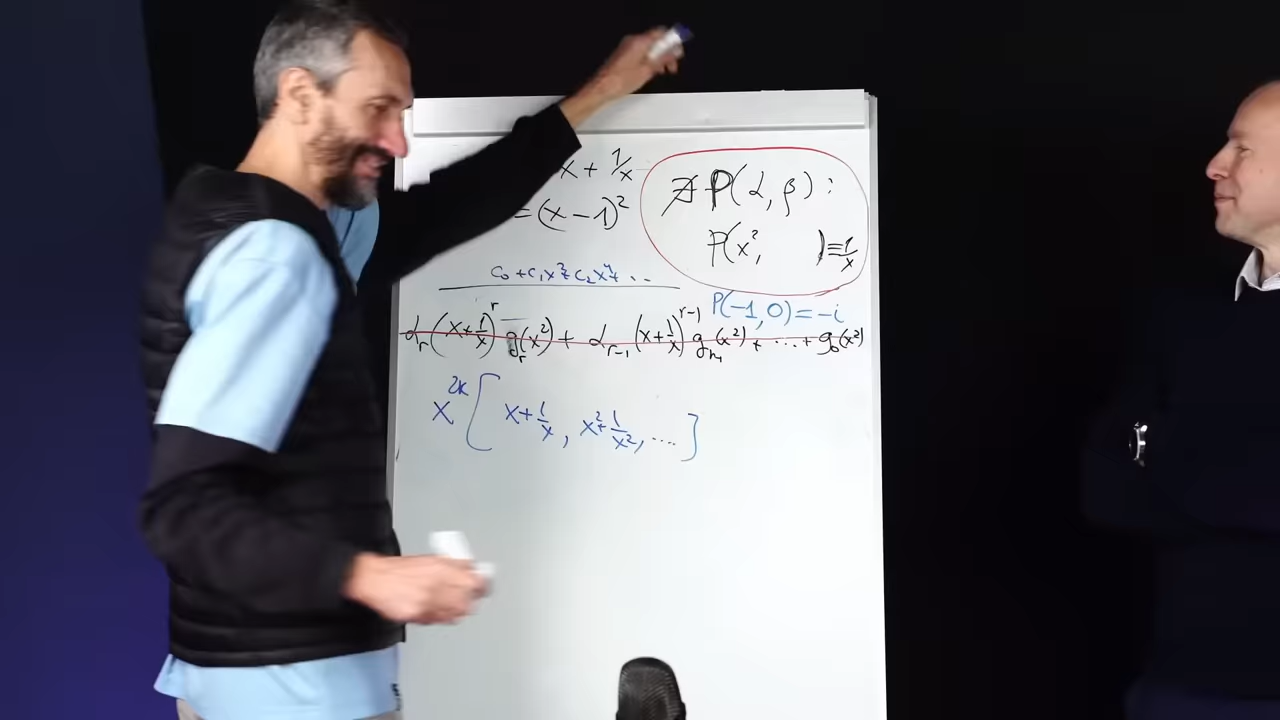 x + 1/x
= (x − 1)²
∄ P(α, β) :
P(x², ) ≡ 1/x
c₀ + c₁x² + c₂x⁴ + ...
P(−1, 0) = −i
α_r (x + 1/x)^r g_r(x²) + α_{r−1} (x + 1/x)^{r−1} g_{r−1}(x²) + ... + g₀(x²)
x^{2k} [ x + 1/x , x² + 1/x² , .... ]